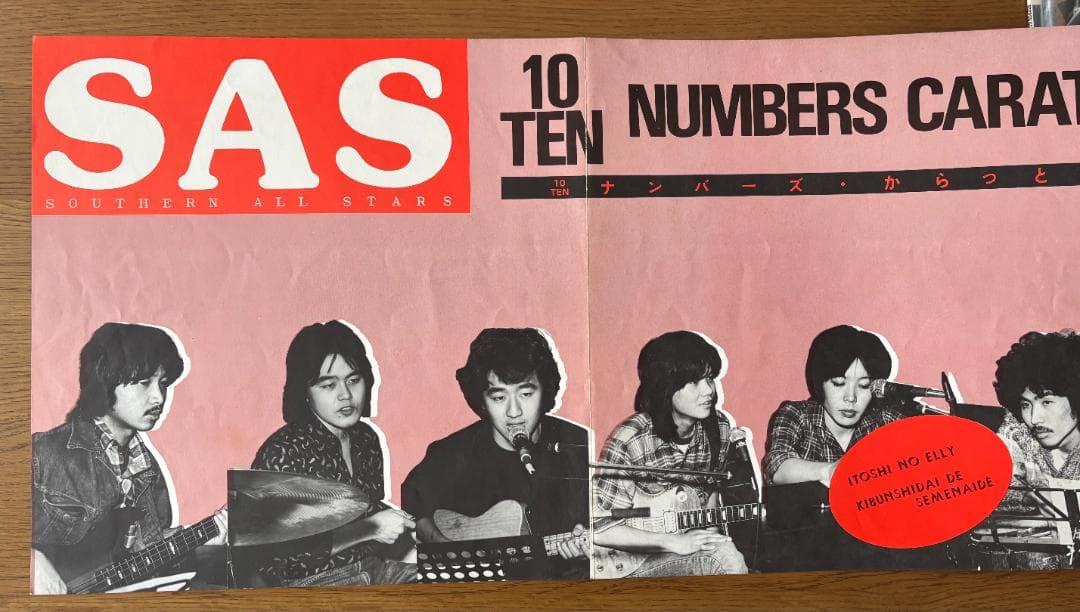 SAS
SOUTHERN ALL STARS
10
TEN
NUMBERS CARAT
10
TEN
ナンバーズ・からっと
ITOSHI NO ELLY
KIBUNSHIDAI DE
SEMENAIDE